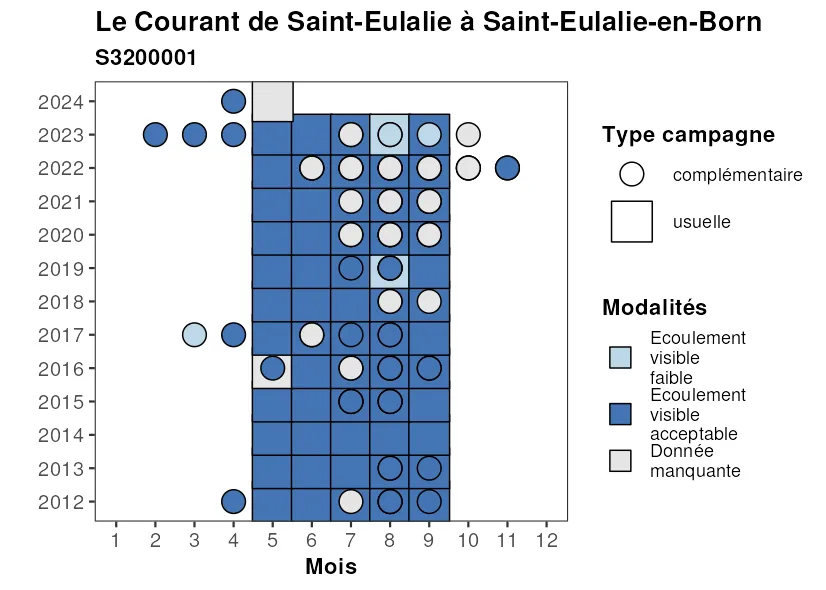 Le Courant de Saint-Eulalie à Saint-Eulalie-en-Born
S3200001
2024
2023
2022
2021
2020
2019
2018
2017
2016
2015
2014
2013
2012
1 2 3 4 5 6 7 8 9 10 11 12
Mois
Type campagne
complémentaire
usuelle
Modalités
Ecoulement
visible
faible
Ecoulement
visible
acceptable
Donnée
manquante